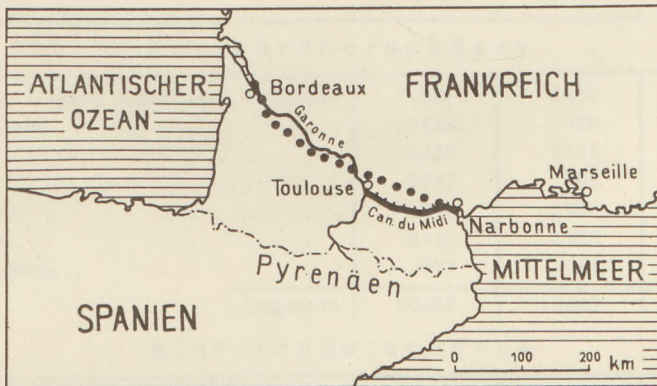 ATLANTISCHER
OZEAN
FRANKREICH
Bordeaux
Garonne
Toulouse
Marseille
Can. du Midi
Narbonne
Pyrenäen
MITTELMEER
SPANIEN
0 100 200 km